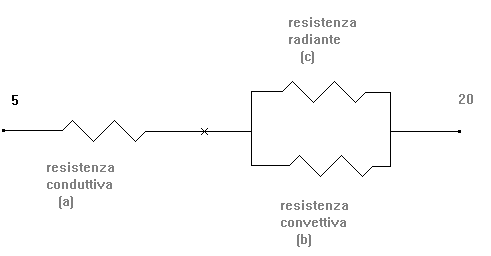 resistenza
radiante
(c)
5
20
resistenza
conduttiva
(a)
resistenza
convettiva
(b)